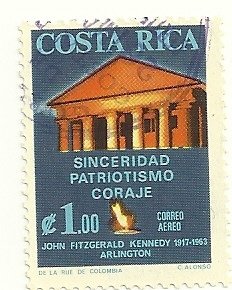 COSTA RICA
SINCERIDAD
PATRIOTISMO
CORAJE
₡1.00
CORREO
AEREO
JOHN FITZGERALD KENNEDY 1917-1963
ARLINGTON
DE LA RUE DE COLOMBIA C. ALONSO